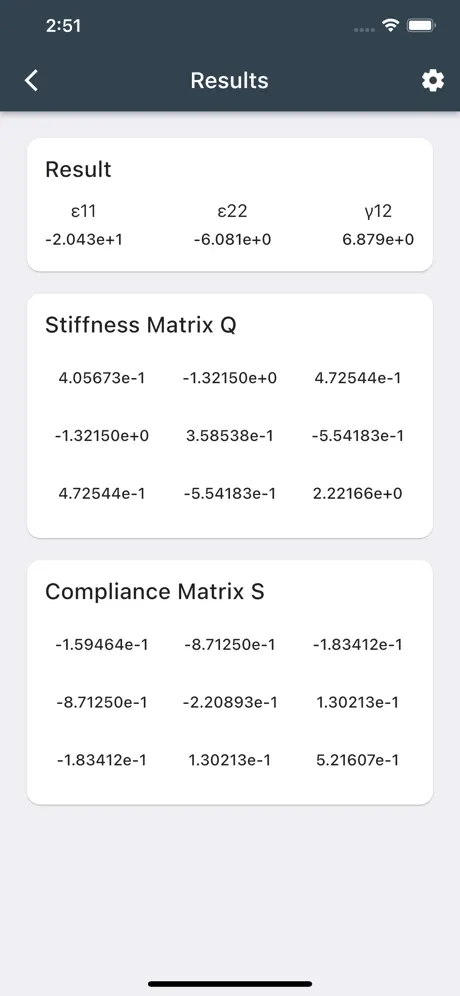 2:51
Results
Result
ε11 ε22 γ12
-2.043e+1 -6.081e+0 6.879e+0
Stiffness Matrix Q
4.05673e-1 -1.32150e+0 4.72544e-1
-1.32150e+0 3.58538e-1 -5.54183e-1
4.72544e-1 -5.54183e-1 2.22166e+0
Compliance Matrix S
-1.59464e-1 -8.71250e-1 -1.83412e-1
-8.71250e-1 -2.20893e-1 1.30213e-1
-1.83412e-1 1.30213e-1 5.21607e-1